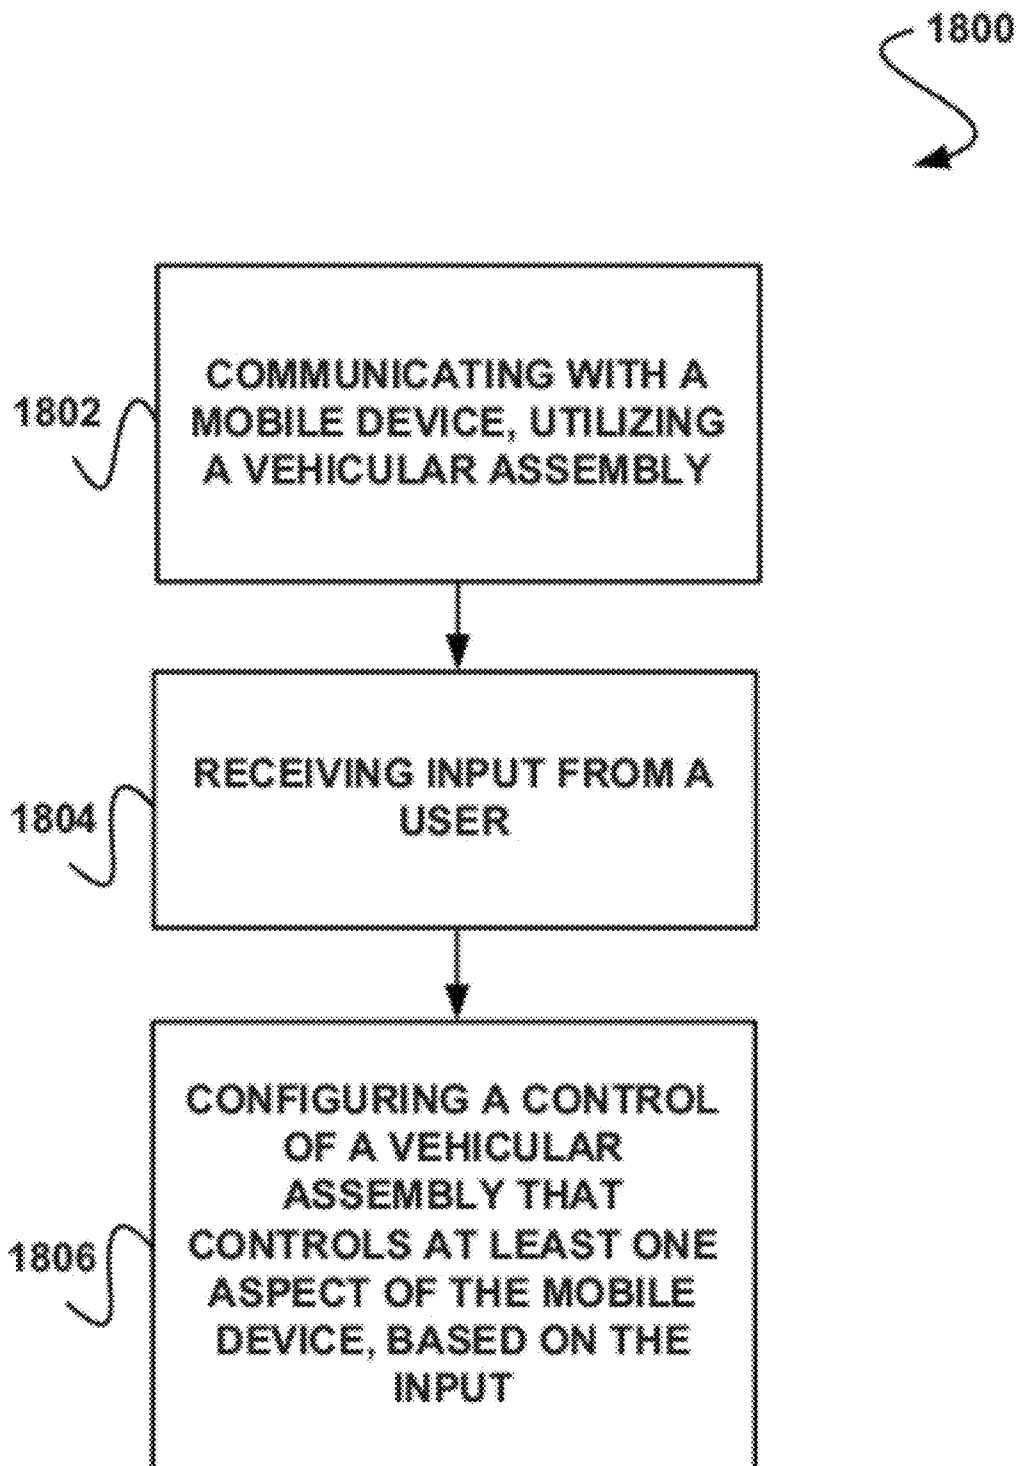 1800
COMMUNICATING WITH A
MOBILE DEVICE, UTILIZING
A VEHICULAR ASSEMBLY
1802
RECEIVING INPUT FROM A
USER
1804
CONFIGURING A CONTROL
OF A VEHICULAR
ASSEMBLY THAT
CONTROLS AT LEAST ONE
ASPECT OF THE MOBILE
DEVICE, BASED ON THE
INPUT
1806